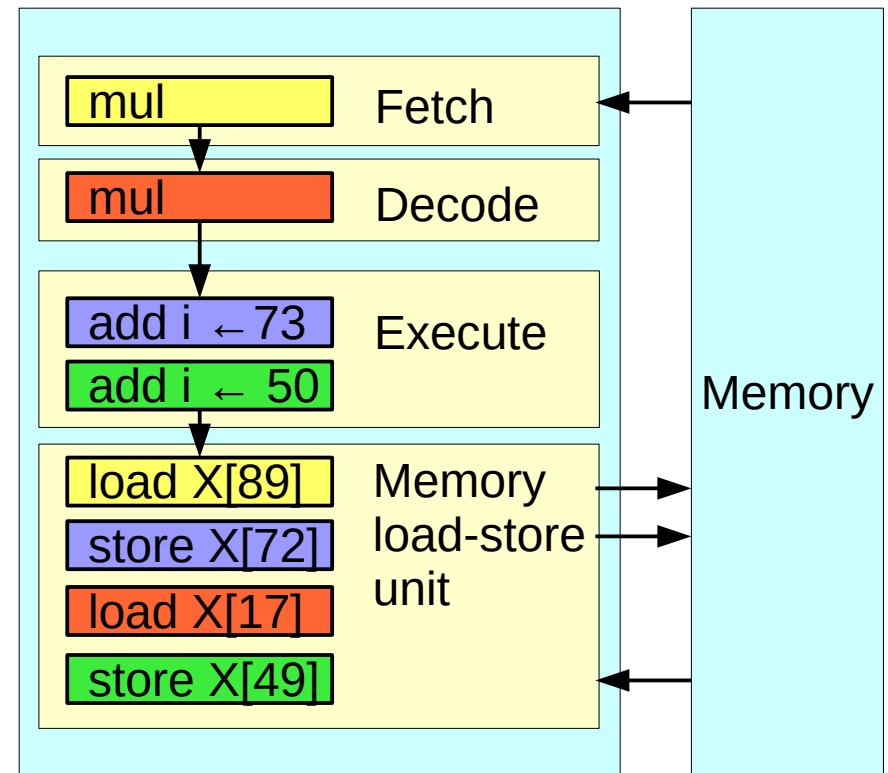 mul
Fetch
mul
Decode
add i ←73
add i ← 50
Execute
load X[89]
store X[72]
load X[17]
store X[49]
Memory
load-store
unit
Memory